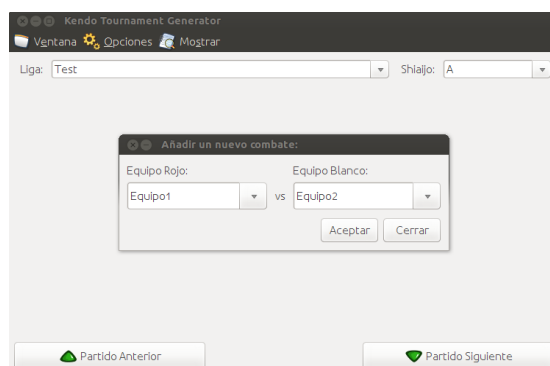 Kendo Tournament Generator
Ventana Opciones Mostrar
Liga: Test Shiaijo: A
Añadir un nuevo combate:
Equipo Rojo: Equipo Blanco:
Equipo1 vs Equipo2
Aceptar Cerrar
Partido Anterior Partido Siguiente